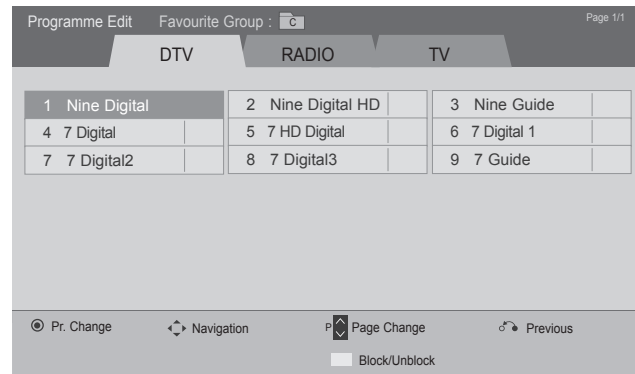 Programme Edit Favourite Group : C Page 1/1
DTV RADIO TV
1 Nine Digital 2 Nine Digital HD 3 Nine Guide
4 7 Digital 5 7 HD Digital 6 7 Digital 1
7 7 Digital2 8 7 Digital3 9 7 Guide
Pr. Change Navigation P Page Change Previous
Block/Unblock